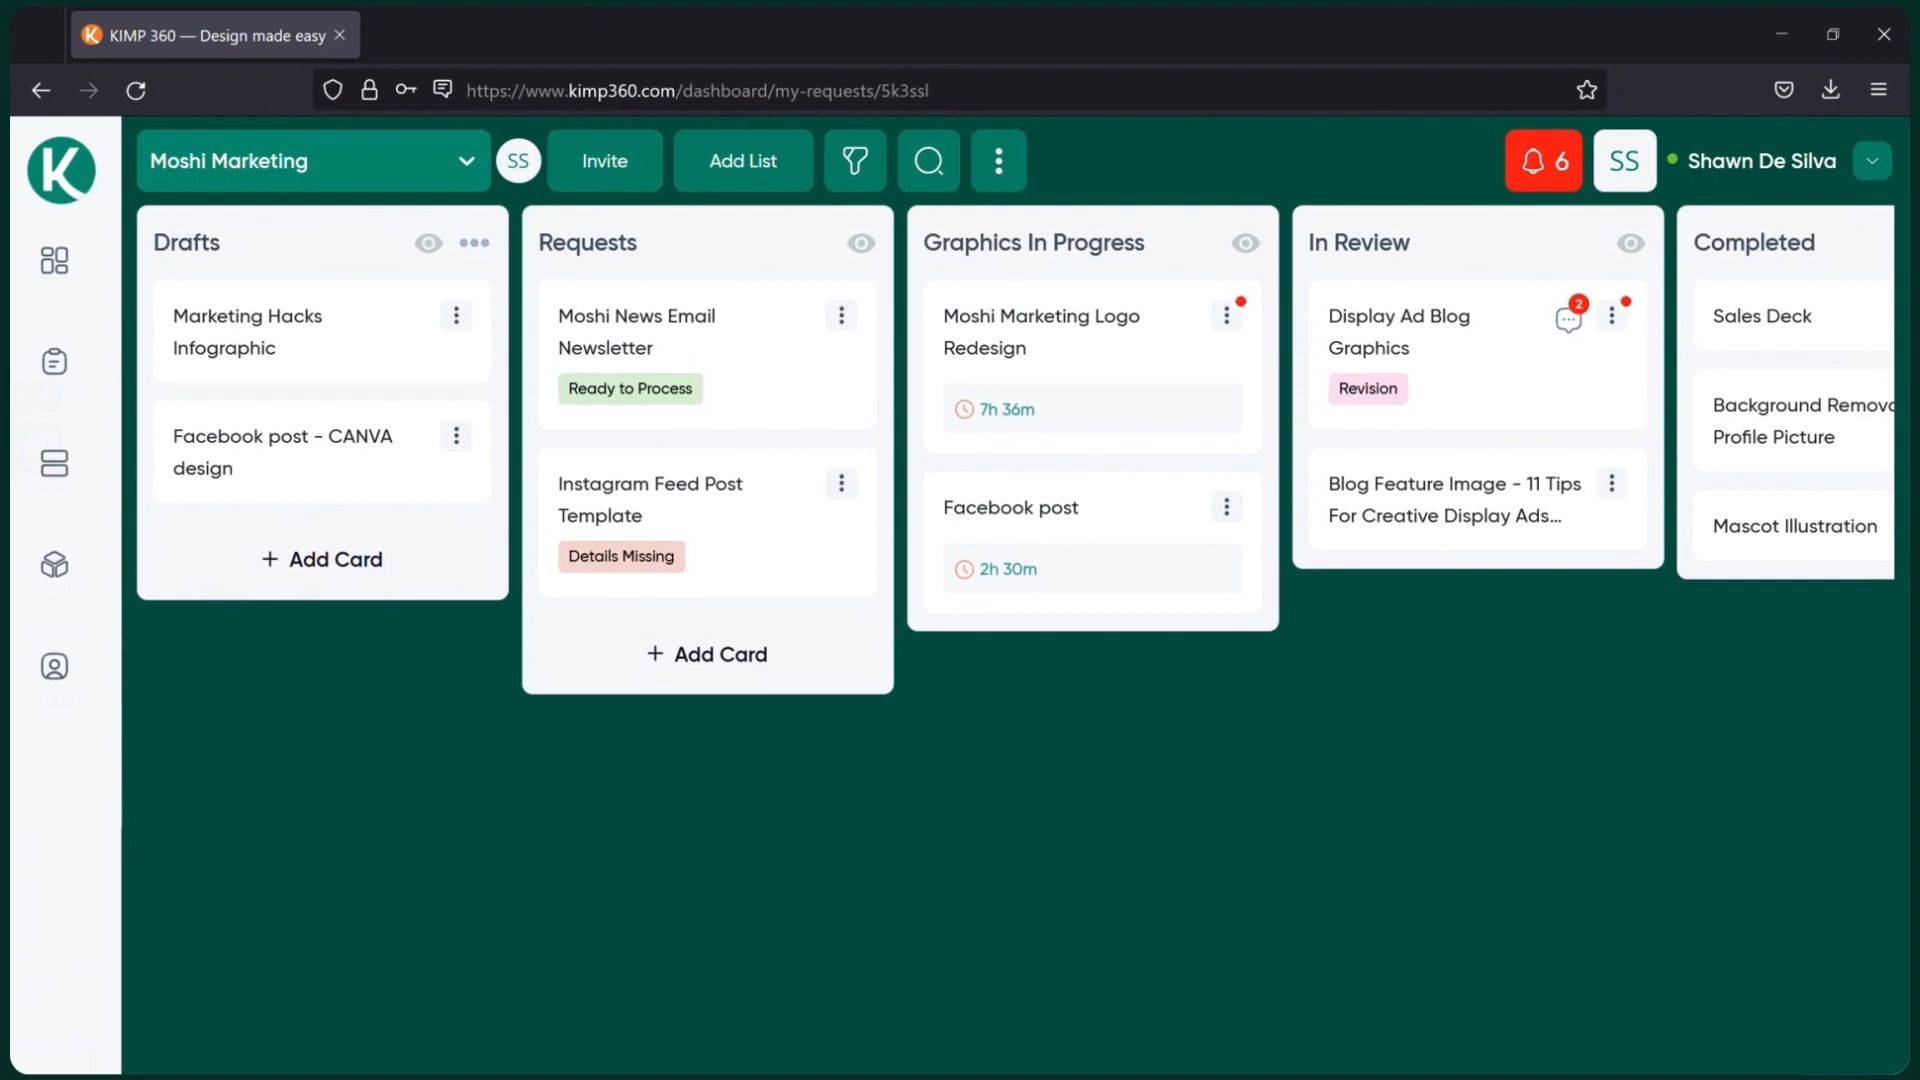 KIMP 360 — Design made easy
https://www.kimp360.com/dashboard/my-requests/5k3ssl
K
Moshi Marketing
SS
Invite
Add List
6
SS
Shawn De Silva
Drafts
Marketing Hacks
Infographic
Facebook post - CANVA
design
+ Add Card
Requests
Moshi News Email
Newsletter
Ready to Process
Instagram Feed Post
Template
Details Missing
+ Add Card
Graphics In Progress
Moshi Marketing Logo
Redesign
7h 36m
Facebook post
2h 30m
In Review
Display Ad Blog
Graphics
2
Revision
Blog Feature Image - 11 Tips
For Creative Display Ads...
Completed
Sales Deck
Background Remov
Profile Picture
Mascot Illustration